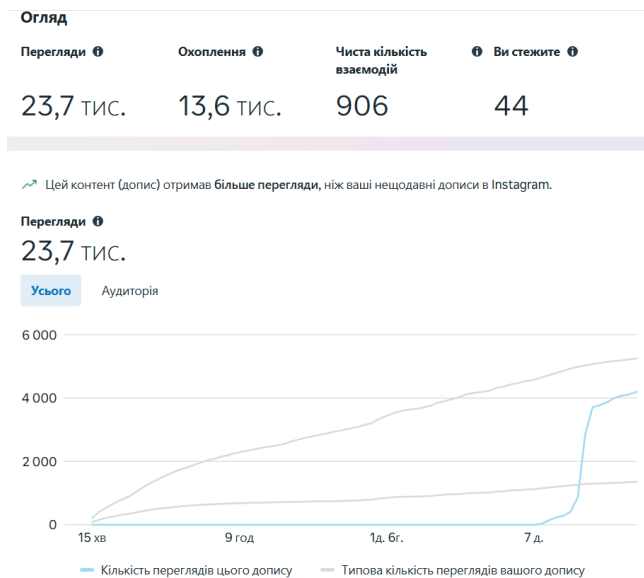 Огляд
Перегляди
Охоплення
Чиста кількість
взаємодій
Ви стежите
23,7 тис.
13,6 тис.
906
44
Цей контент (допис) отримав більше перегляди, ніж ваші нещодавні дописи в Instagram.
Перегляди
23,7 тис.
Усього
Аудиторія
6 000
4 000
2 000
0
15 хв
9 год
1д. 6г.
7 д.
Кількість переглядів цього допису
Типова кількість переглядів вашого допису